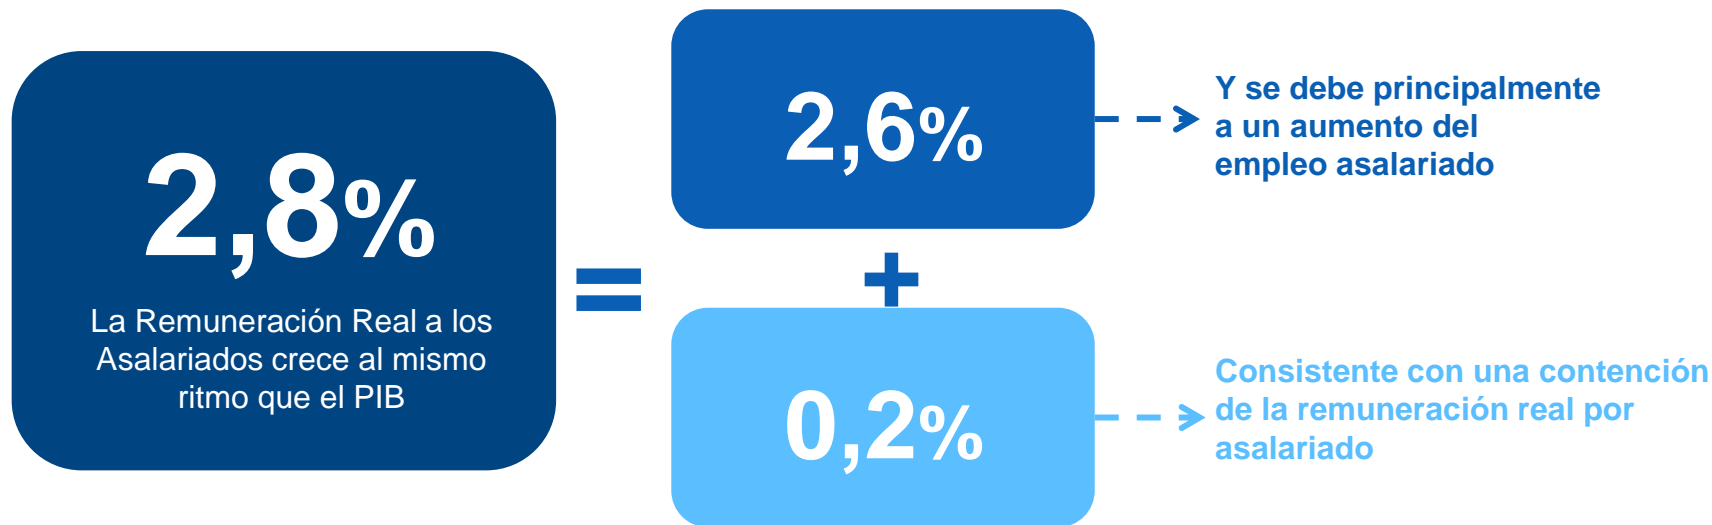 2,8%
La Remuneración Real a los
Asalariados crece al mismo
ritmo que el PIB
=
2,6%
Y se debe principalmente
a un aumento del
empleo asalariado
+
0,2%
Consistente con una contención
de la remuneración real por
asalariado